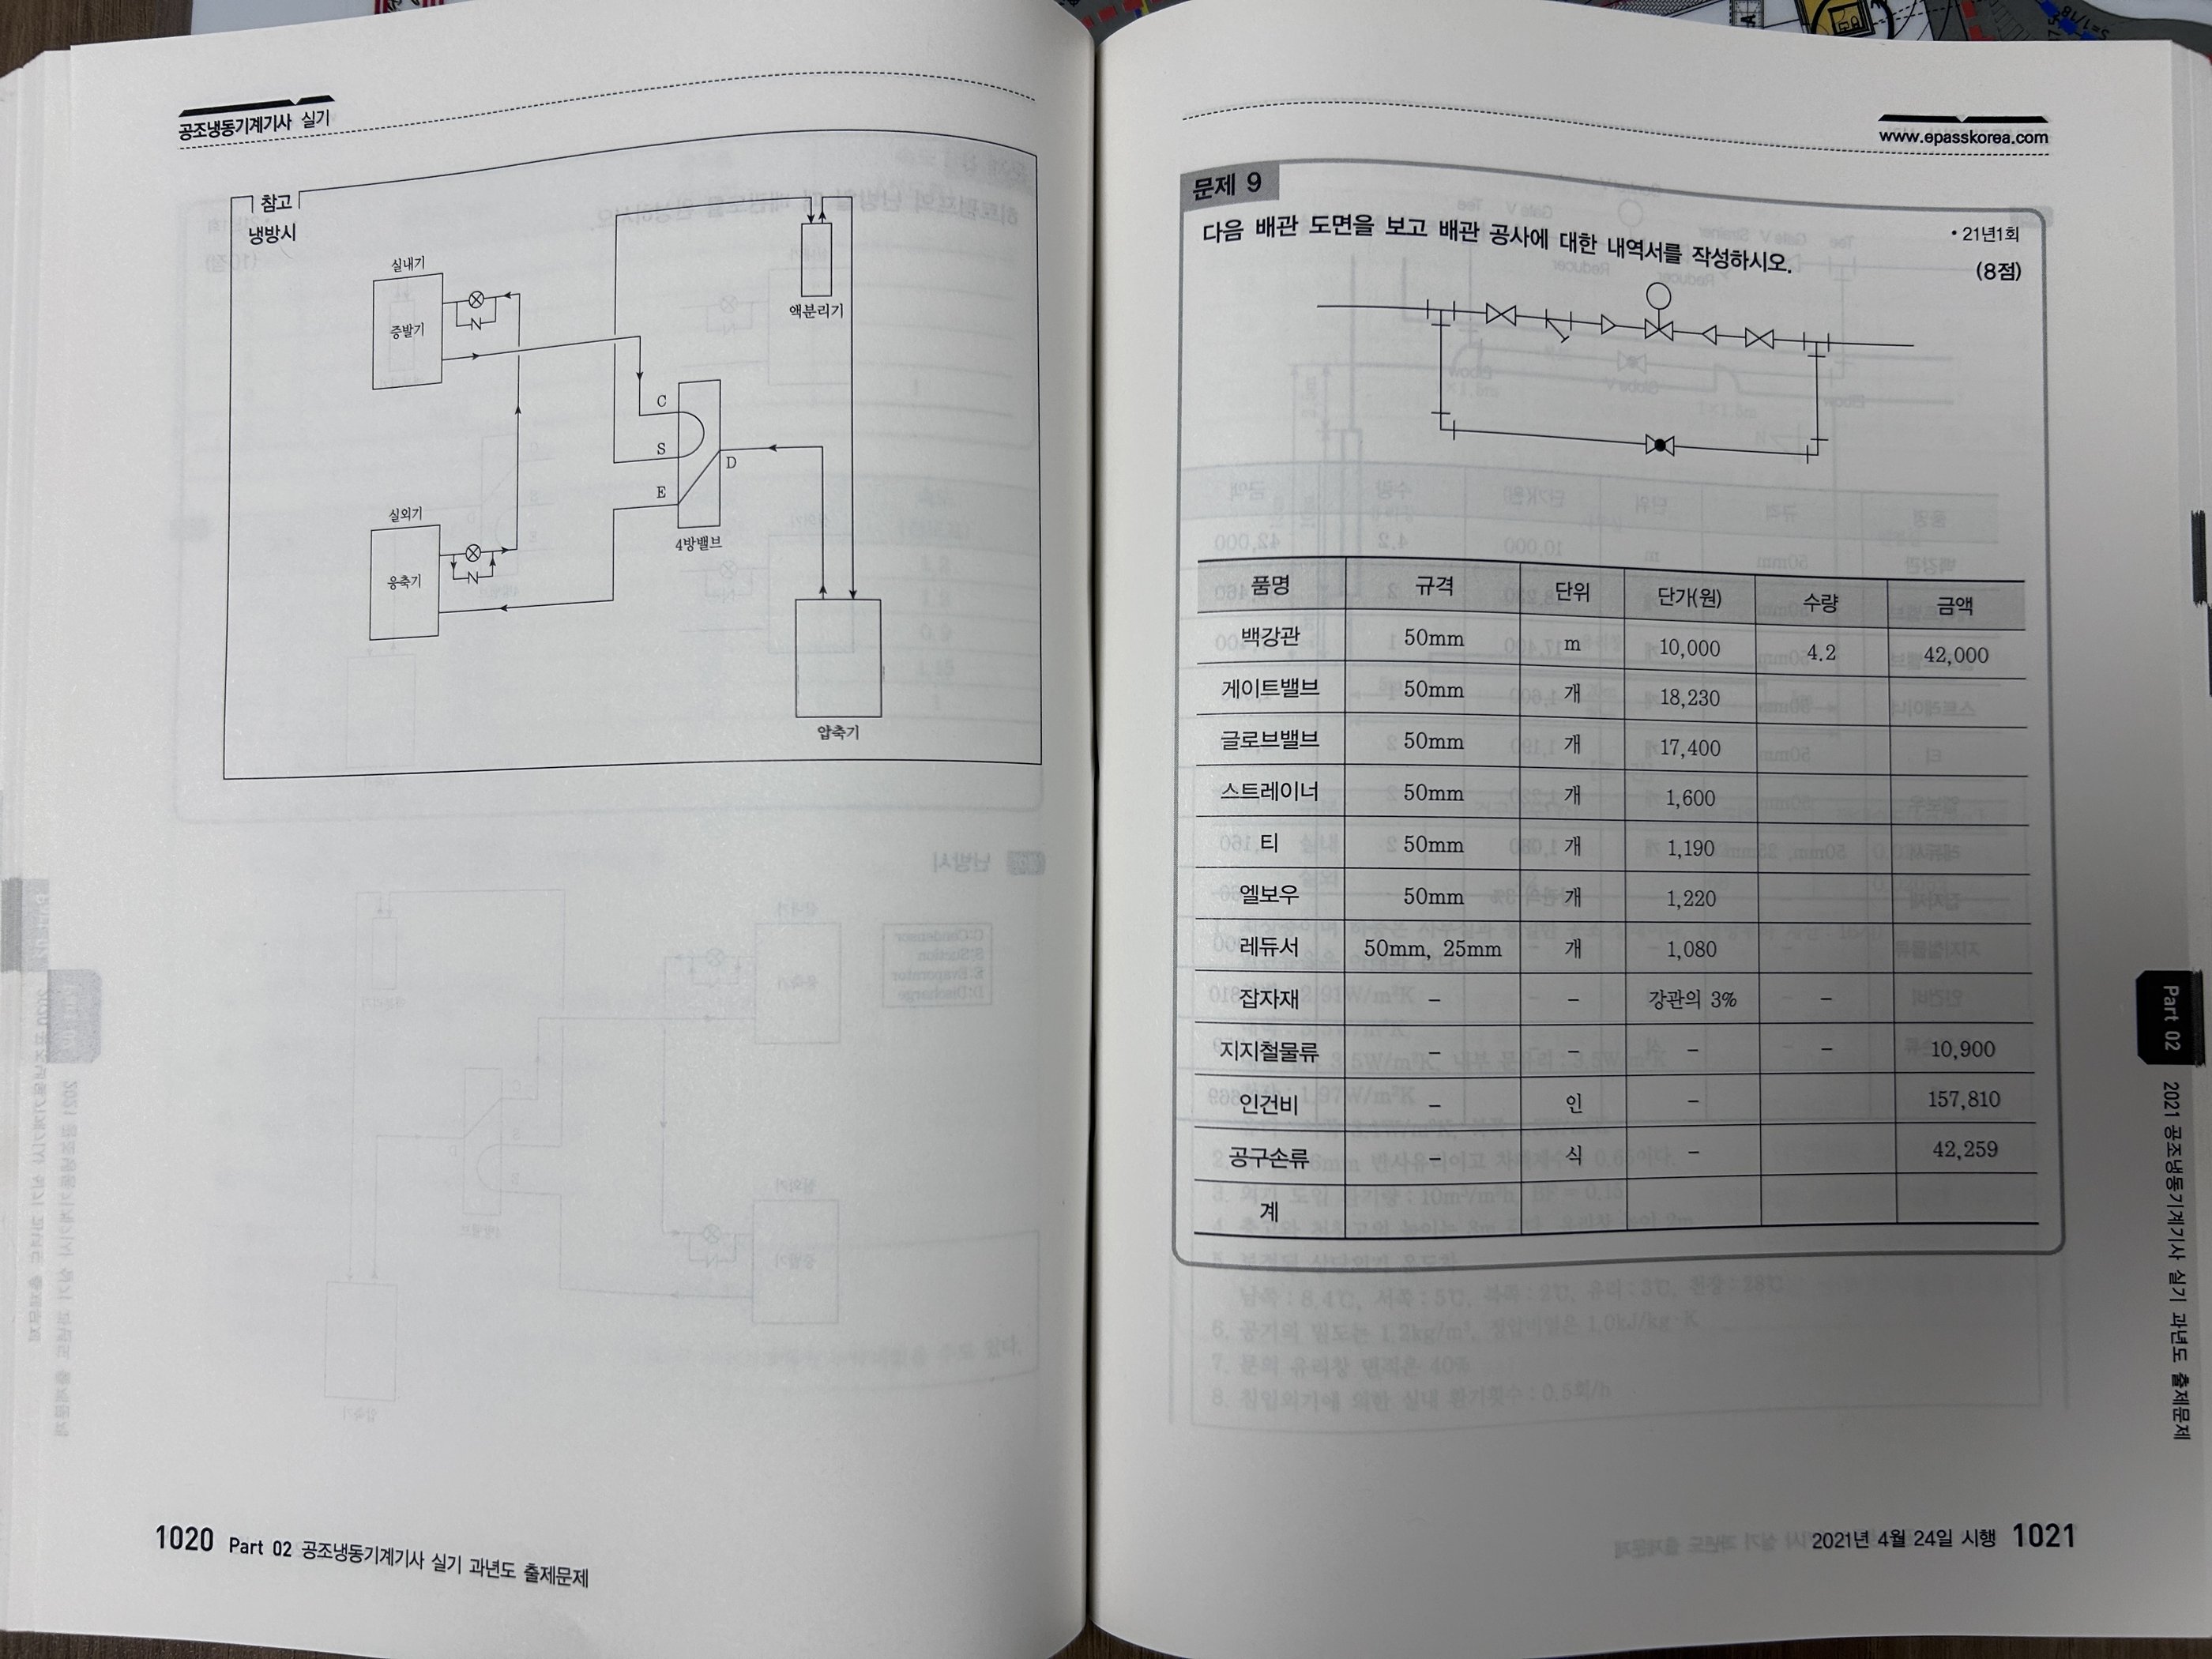 공조냉동기계기사 실기
참고
냉방시
실내기
증발기
액분리기
C
S
D
E
4방밸브
실외기
응축기
압축기
1020 Part 02 공조냉동기계기사 실기 과년도 출제문제
www.epasskorea.com
문제 9
• 21년1회
다음 배관 도면을 보고 배관 공사에 대한 내역서를 작성하시오.
(8점)
품명 규격 단위 단가(원) 수량 금액
백강관 50mm m 10,000 4.2 42,000
게이트밸브 50mm 개 18,230
글로브밸브 50mm 개 17,400
스트레이너 50mm 개 1,600
티 50mm 개 1,190
엘보우 50mm 개 1,220
레듀서 50mm, 25mm 개 1,080
잡자재 – – 강관의 3% –
지지철물류 – – – – 10,900
인건비 – 인 – 157,810
공구손류 – 식 – 42,259
계
Part 02 2021 공조냉동기계기사 실기 과년도 출제문제
2021년 4월 24일 시행 1021